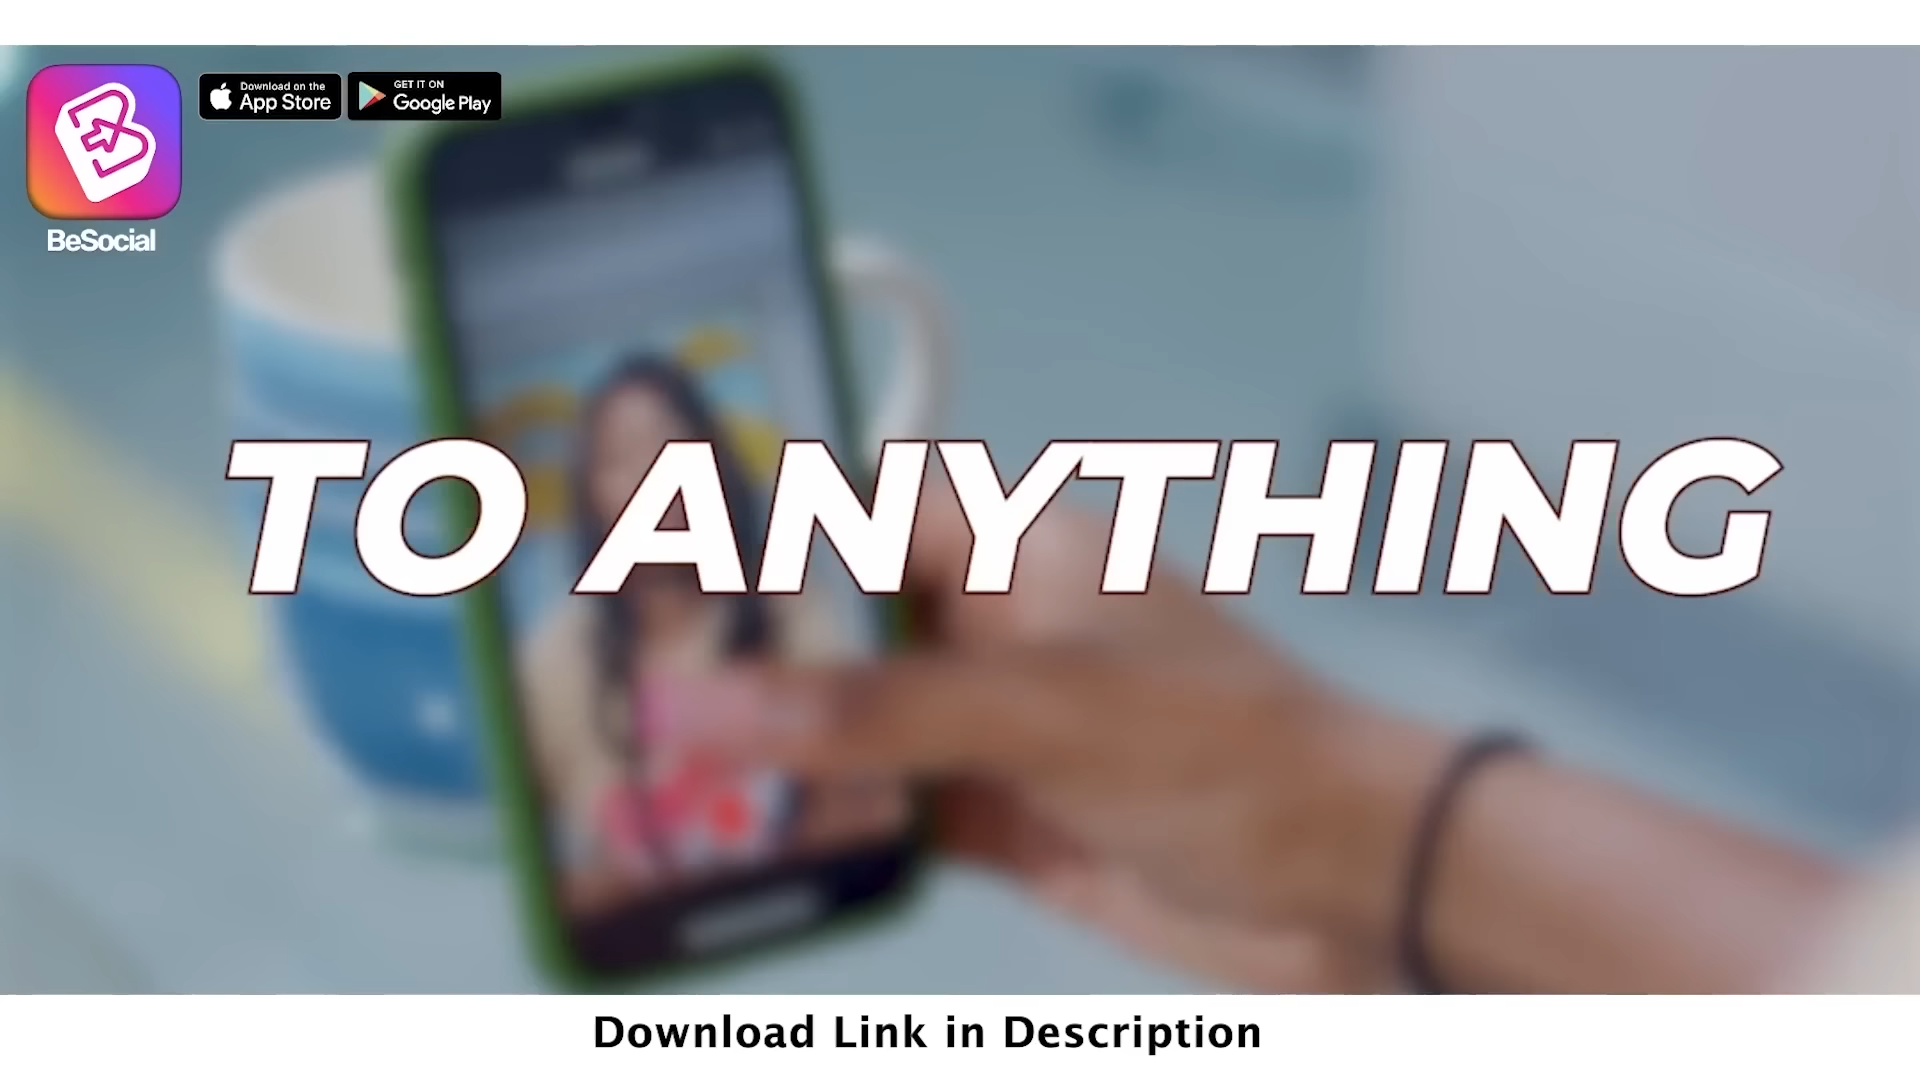 Download on the
App Store
GET IT ON
Google Play
BeSocial
TO ANYTHING
Download Link in Description